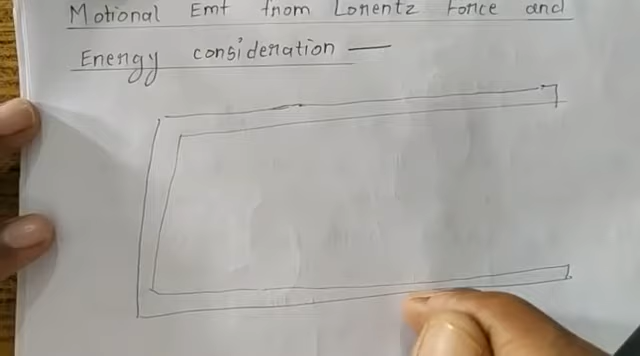 Motional Emf from Lorentz Force and
Energy consideration —